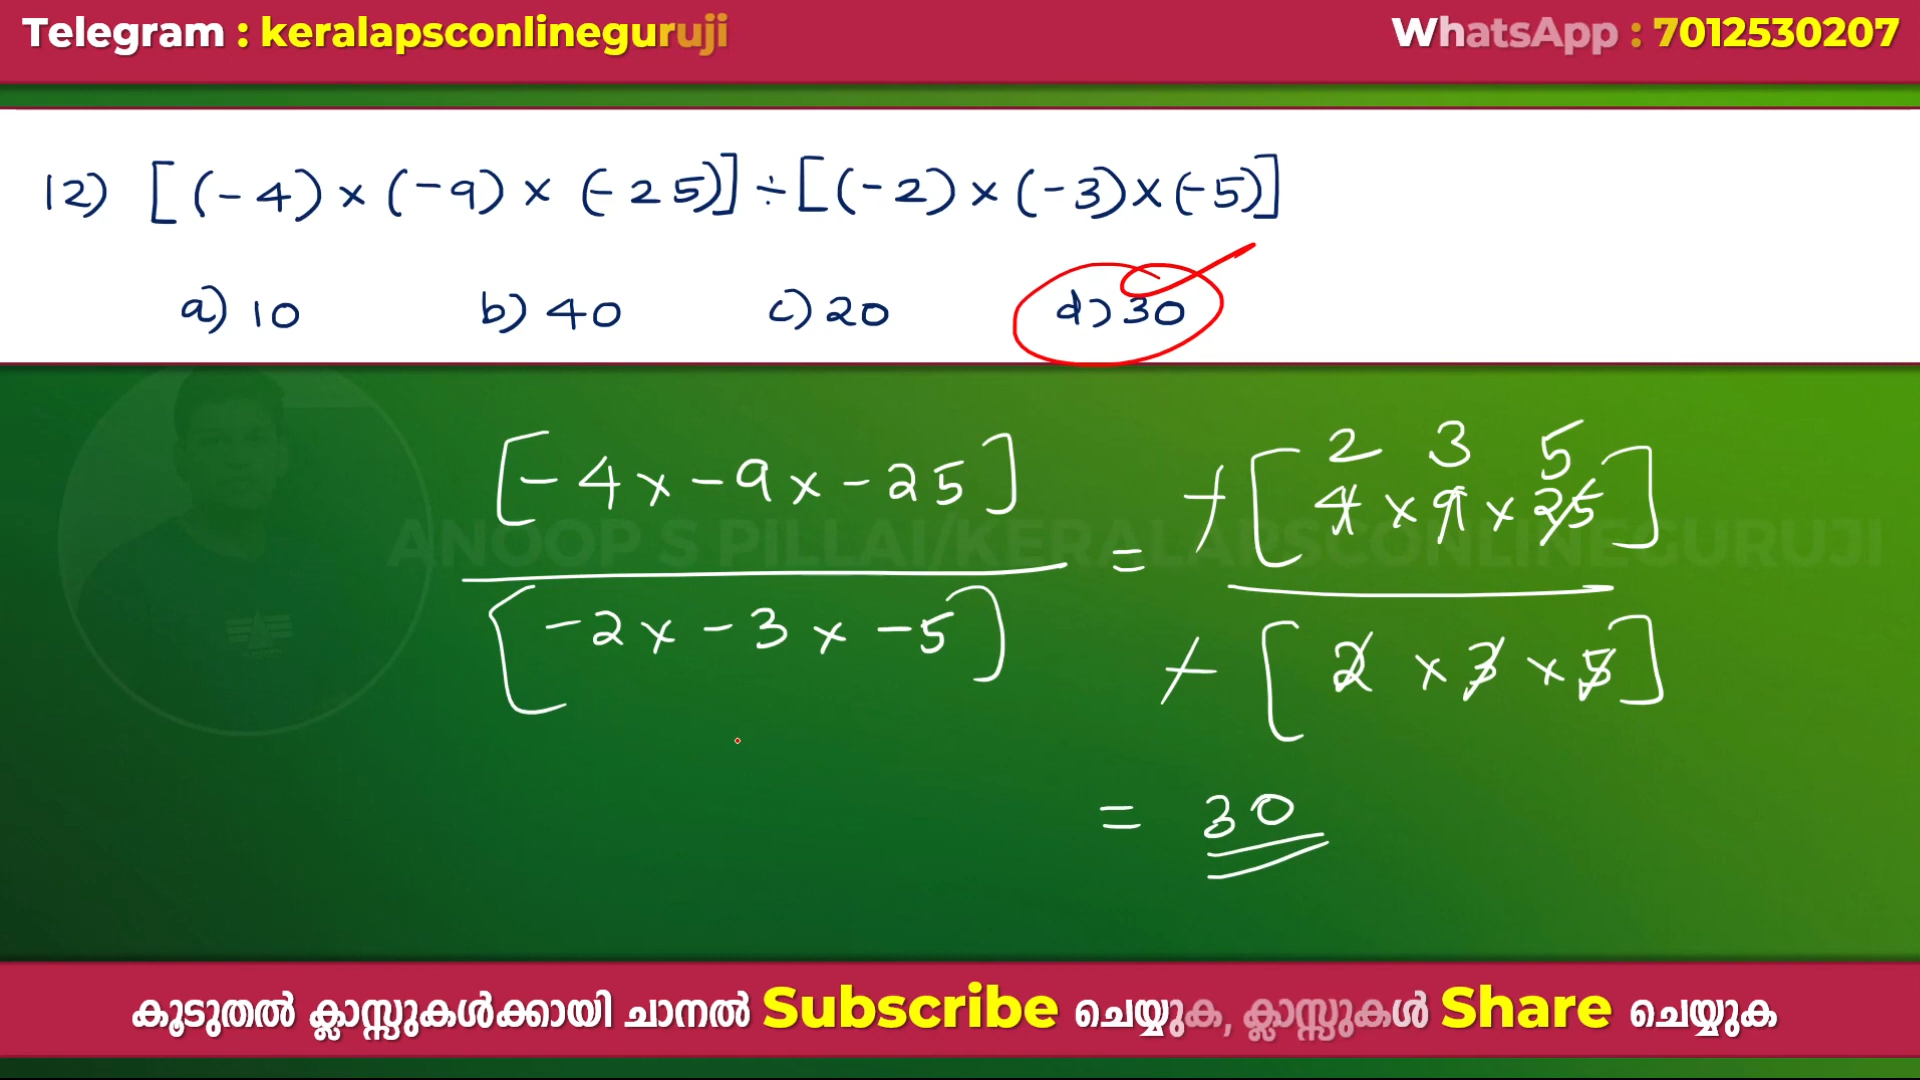 Telegram : keralapsconlineguruji WhatsApp : 7012530207
12) [(-4) × (-9) × (-25)] ÷ [(-2) × (-3) × (-5)]
a) 10 b) 40 c) 20 d) 30
2 3 5
[-4 × -9 × -25] = -[4 × 9 × 25]
[-2 × -3 × -5] -[2 × 3 × 5]
ANOOP S PILLAI/KERALAPSCONLINEGURUJI
= 30
കൂടുതൽ ക്ലാസ്സുകൾക്കായി ചാനൽ Subscribe ചെയ്യുക, ക്ലാസ്സുകൾ Share ചെയ്യുക